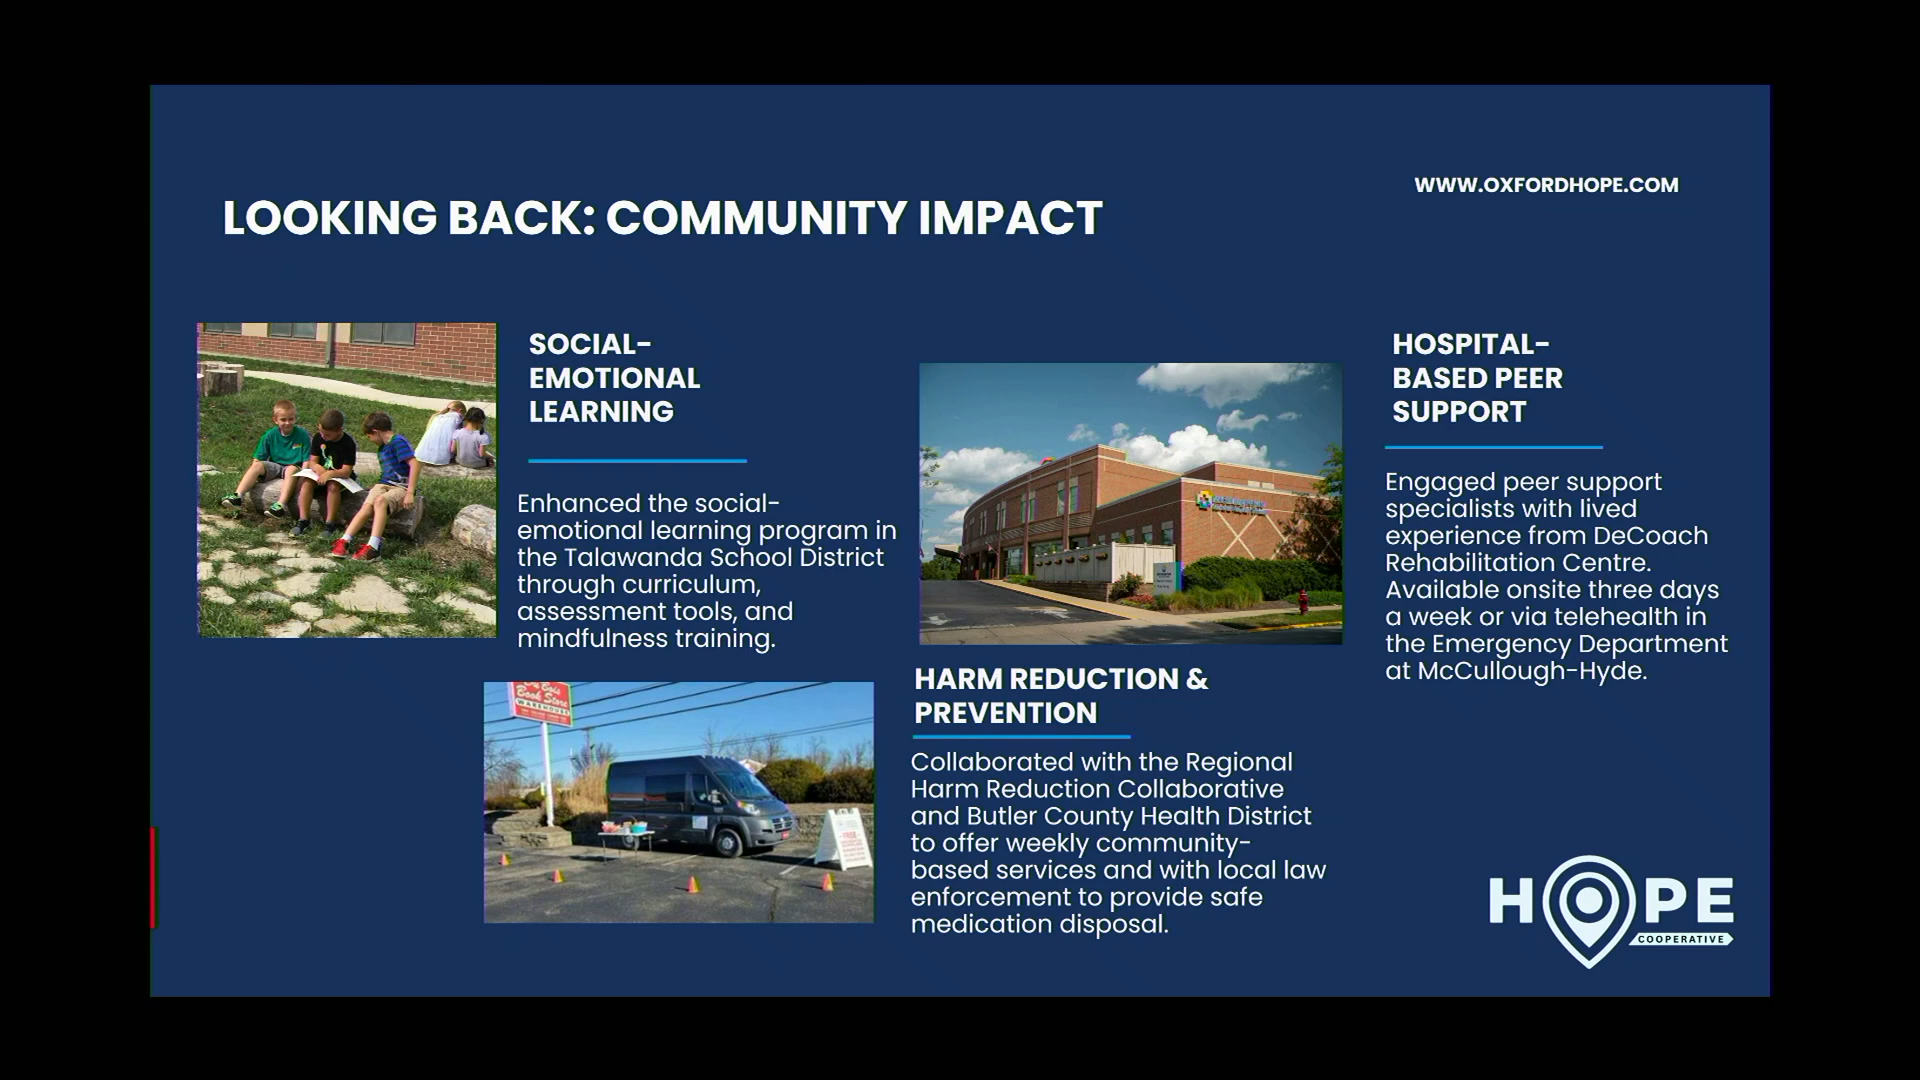 WWW.OXFORDHOPE.COM
LOOKING BACK: COMMUNITY IMPACT
SOCIAL-
EMOTIONAL
LEARNING
Enhanced the social-
emotional learning program in
the Talawanda School District
through curriculum,
assessment tools, and
mindfulness training.
HOSPITAL-
BASED PEER
SUPPORT
Engaged peer support
specialists with lived
experience from DeCoach
Rehabilitation Centre.
Available onsite three days
a week or via telehealth in
the Emergency Department
at McCullough-Hyde.
Book Store
WAREHOUSE
FREE
HARM REDUCTION &
PREVENTION
Collaborated with the Regional
Harm Reduction Collaborative
and Butler County Health District
to offer weekly community-
based services and with local law
enforcement to provide safe
medication disposal.
HOPE
COOPERATIVE